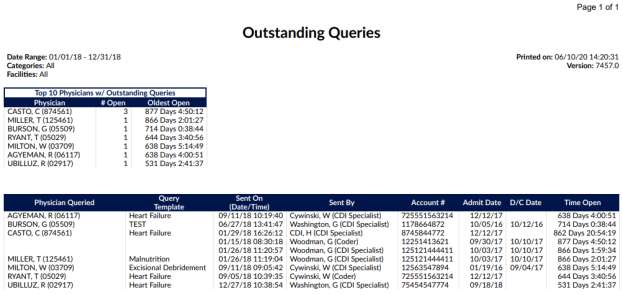 Page 1 of 1
Outstanding Queries
Date Range: 01/01/18 - 12/31/18
Categories: All
Facilities: All
Printed on: 06/10/20 14:20:31
Version: 7457.0
Top 10 Physicians w/ Outstanding Queries
Physician # Open Oldest Open
CASTO, C (874561) 3 877 Days 4:50:12
MILLER, T (125461) 1 866 Days 2:01:27
BURSON, G (05509) 1 714 Days 0:38:44
RYANT, T (05029) 1 644 Days 3:40:56
MILTON, W (03709) 1 638 Days 5:14:49
AGYEMAN, R (06117) 1 638 Days 4:00:51
UBILLUZ, R (02917) 1 531 Days 2:41:37
Physician Queried Query Template Sent On (Date/Time) Sent By Account # Admit Date D/C Date Time Open
AGYEMAN, R (06117) Heart Failure 09/11/18 10:19:40 Cywinski, W (CDI Specialist) 725551563214 12/12/17 638 Days 4:00:51
BURSON, G (05509) TEST 06/27/18 13:41:47 Washington, G (CDI Specialist) 1178664872 10/05/16 10/12/16 714 Days 0:38:44
CASTO, C (874561) Heart Failure 01/29/18 16:26:12 CDI, H (CDI Specialist) 8745844772 12/12/17 862 Days 20:54:19
01/15/18 08:30:18 Woodman, G (Coder) 12251413621 09/30/17 10/10/17 877 Days 4:50:12
01/26/18 11:20:57 Woodman, G (CDI Specialist) 125121444411 10/03/17 10/10/17 866 Days 1:59:34
MILLER, T (125461) Malnutrition 01/26/18 11:19:04 Woodman, G (CDI Specialist) 125121444411 10/03/17 10/10/17 866 Days 2:01:27
MILTON, W (03709) Excisional Debridement 09/11/18 09:05:42 Cywinski, W (CDI Specialist) 12563547894 01/19/16 09/04/17 638 Days 5:14:49
RYANT, T (05029) Heart Failure 09/05/18 10:39:35 Cywinski, W (Coder) 725551563214 12/12/17 644 Days 3:40:56
UBILLUZ, R (02917) Heart Failure 12/27/18 10:38:54 Washington, G (CDI Specialist) 75454547774 09/18/18 531 Days 2:41:37